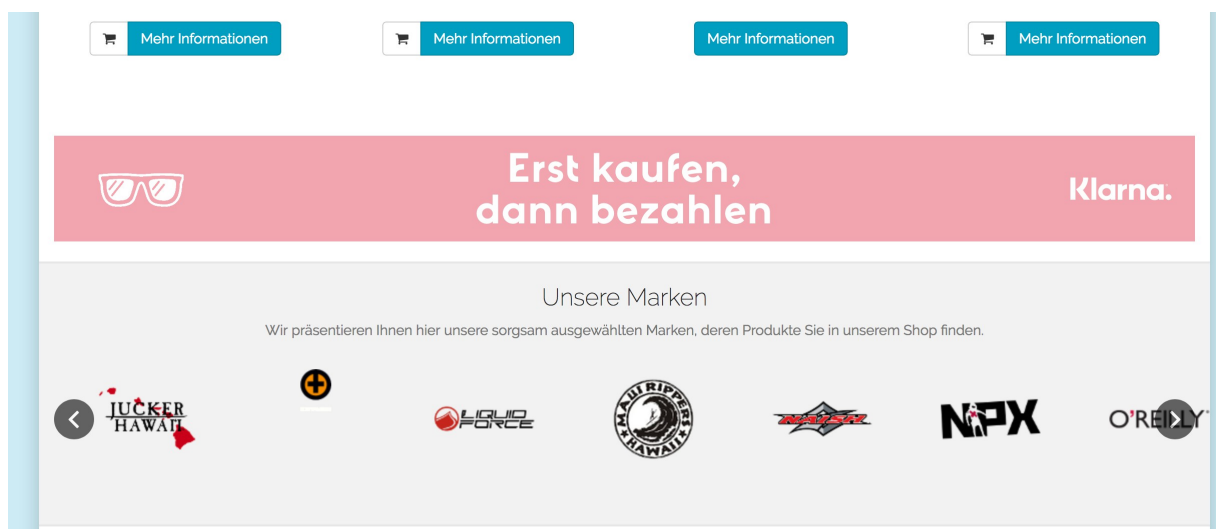 Mehr Informationen Mehr Informationen Mehr Informationen Mehr Informationen
Erst kaufen,
dann bezahlen
Klarna.
Unsere Marken
Wir präsentieren Ihnen hier unsere sorgsam ausgewählten Marken, deren Produkte Sie in unserem Shop finden.
JUCKER
HAWAII
LIQUID
FORCE
MAUI RIPPERS
HAWAII
NAISH
NPX
O'REILLY